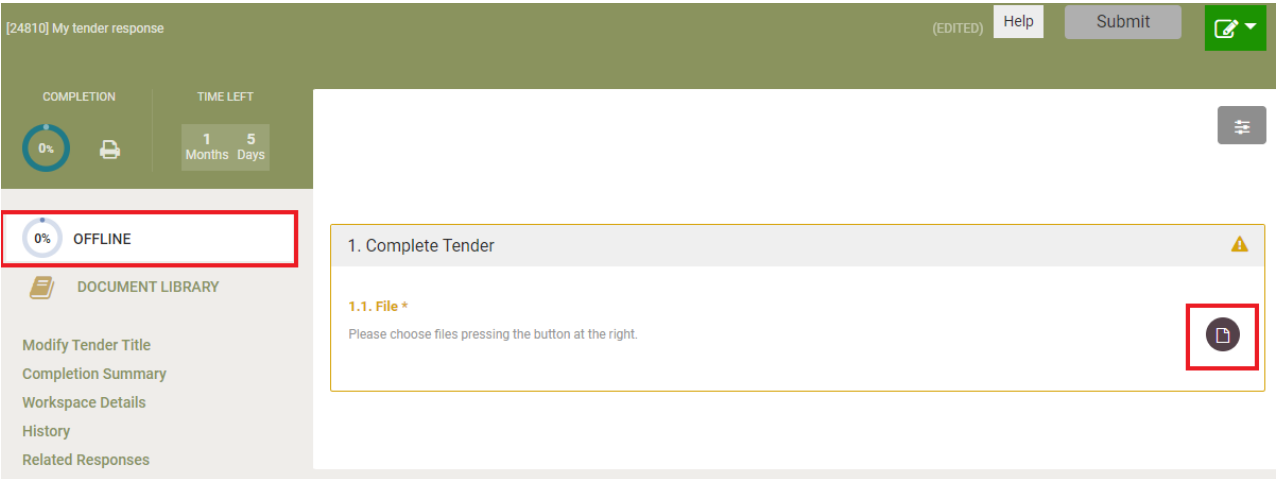 [24810] My tender response
(EDITED)
Help
Submit
COMPLETION
TIME LEFT
0%
1 5
Months Days
0%
OFFLINE
DOCUMENT LIBRARY
Modify Tender Title
Completion Summary
Workspace Details
History
Related Responses
1. Complete Tender
1.1. File *
Please choose files pressing the button at the right.